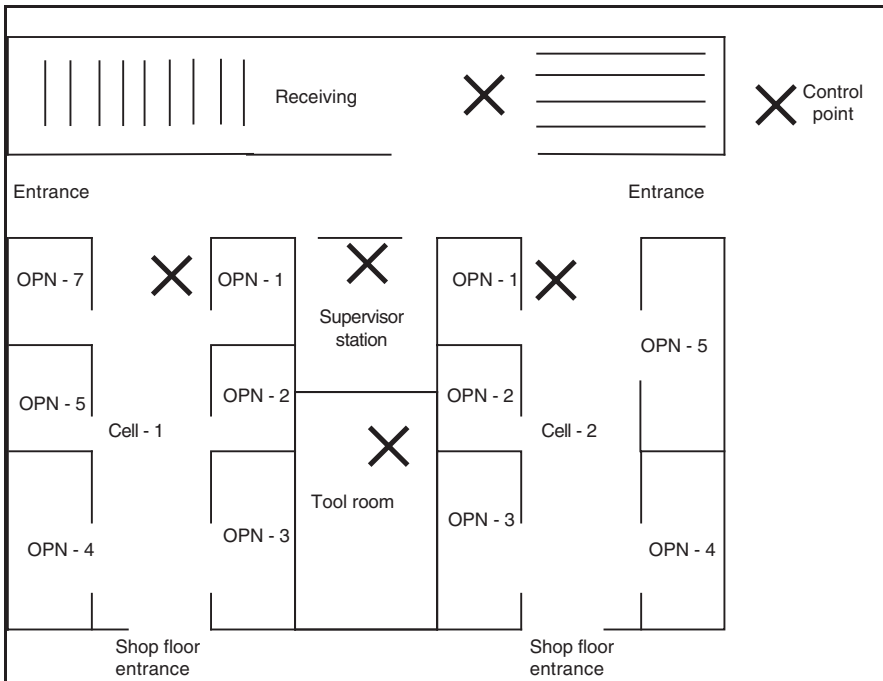 Receiving
Control
point
Entrance
Entrance
OPN - 7
OPN - 1
OPN - 1
Supervisor
station
OPN - 5
OPN - 5
OPN - 2
OPN - 2
Cell - 1
Cell - 2
Tool room
OPN - 4
OPN - 3
OPN - 3
OPN - 4
Shop floor
entrance
Shop floor
entrance